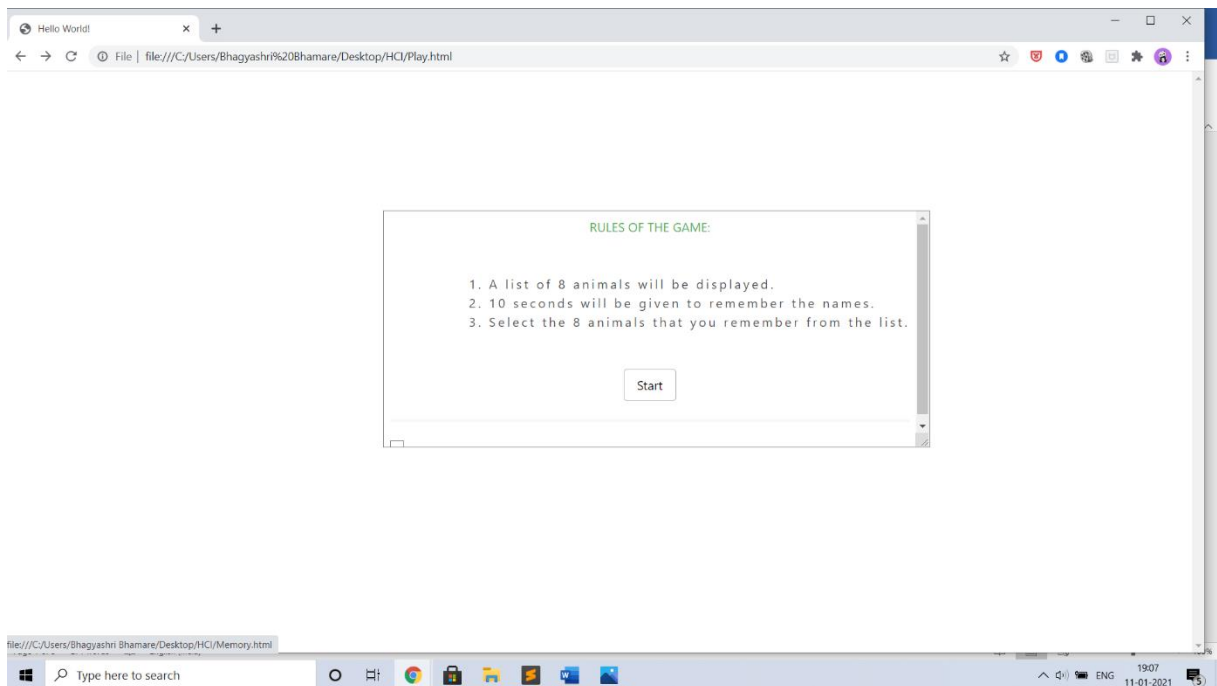 Hello World!
File | file:///C:/Users/Bhagyashri%20Bhamare/Desktop/HCI/Play.html
RULES OF THE GAME:
1. A list of 8 animals will be displayed.
2. 10 seconds will be given to remember the names.
3. Select the 8 animals that you remember from the list.
Start
file:///C:/Users/Bhagyashri Bhamare/Desktop/HCI/Memory.html
Type here to search
ENG
19:07
11-01-2021
5